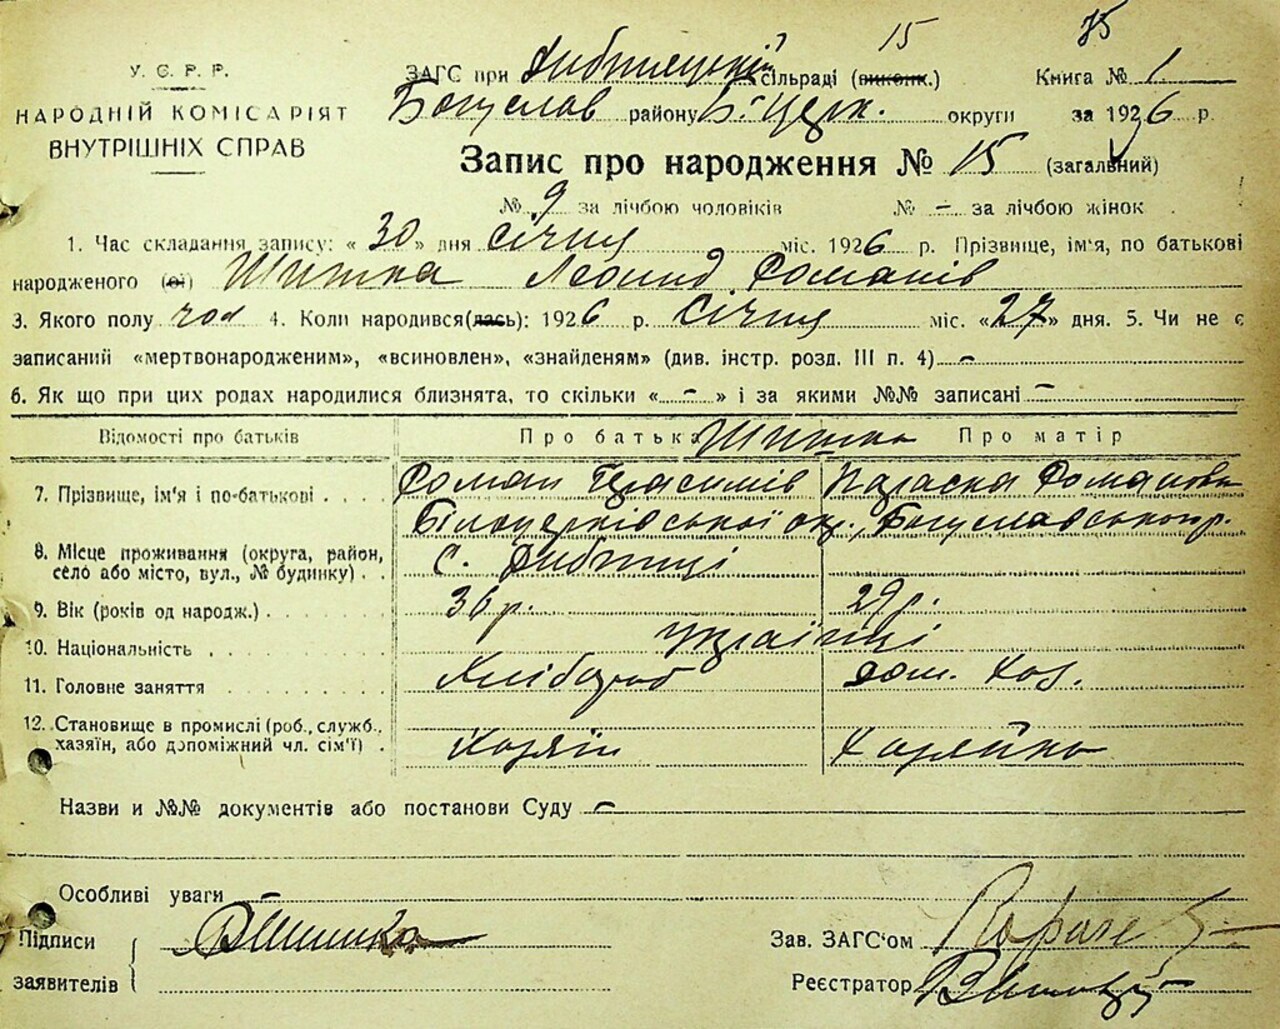 15 75
У.С.Р.Р.
НАРОДНІЙ КОМІСАРІЯТ
ВНУТРІШНІХ СПРАВ
ЗАГС при Дибинецькій сільраді (виконк.) Книга № 1
Богуслав району Б.-Церк. округи за 1926 р.
Запис про народження № 15 (загальний)
№ 9 за лічбою чоловіків № – за лічбою жінок
1. Час складання запису: « 30 » дня січня міс. 1926 р. Прізвище, ім'я, по батькові
народженого (ої) Шишка Леонид Романів
3. Якого полу чол 4. Коли народився(лась): 1926 р. Січня міс. «27» дня. 5. Чи не є
записаний «мертвонародженим», «всиновлен», «знайденям» (див. інстр. розд. III п. 4) –
6. Як що при цих родах народилися близнята, то скільки « – » і за якими №№ записані –
Відомості про батьків Про батька Шишка Про матір
7. Прізвище, ім'я і по-батькові Роман Герасимів Параска Романовна
Білоцерківської окр., Богуславського р.
8. Місце проживання (округа, район,
село або місто, вул., № будинку) с. Дибинці
9. Вік (років од народж.) 36 р. 29 р.
10. Національність українці
11. Головне заняття Хлібороб дом. хоз.
12. Становище в промислі (роб., служб.,
хазяїн, або допоміжний чл. сім'ї) Хазяїн Хазяйка
Назви и №№ документів або постанови Суду –
Особливі уваги –
Підписи
заявителів
Р Шишка
Зав. ЗАГС'ом
Реєстратор